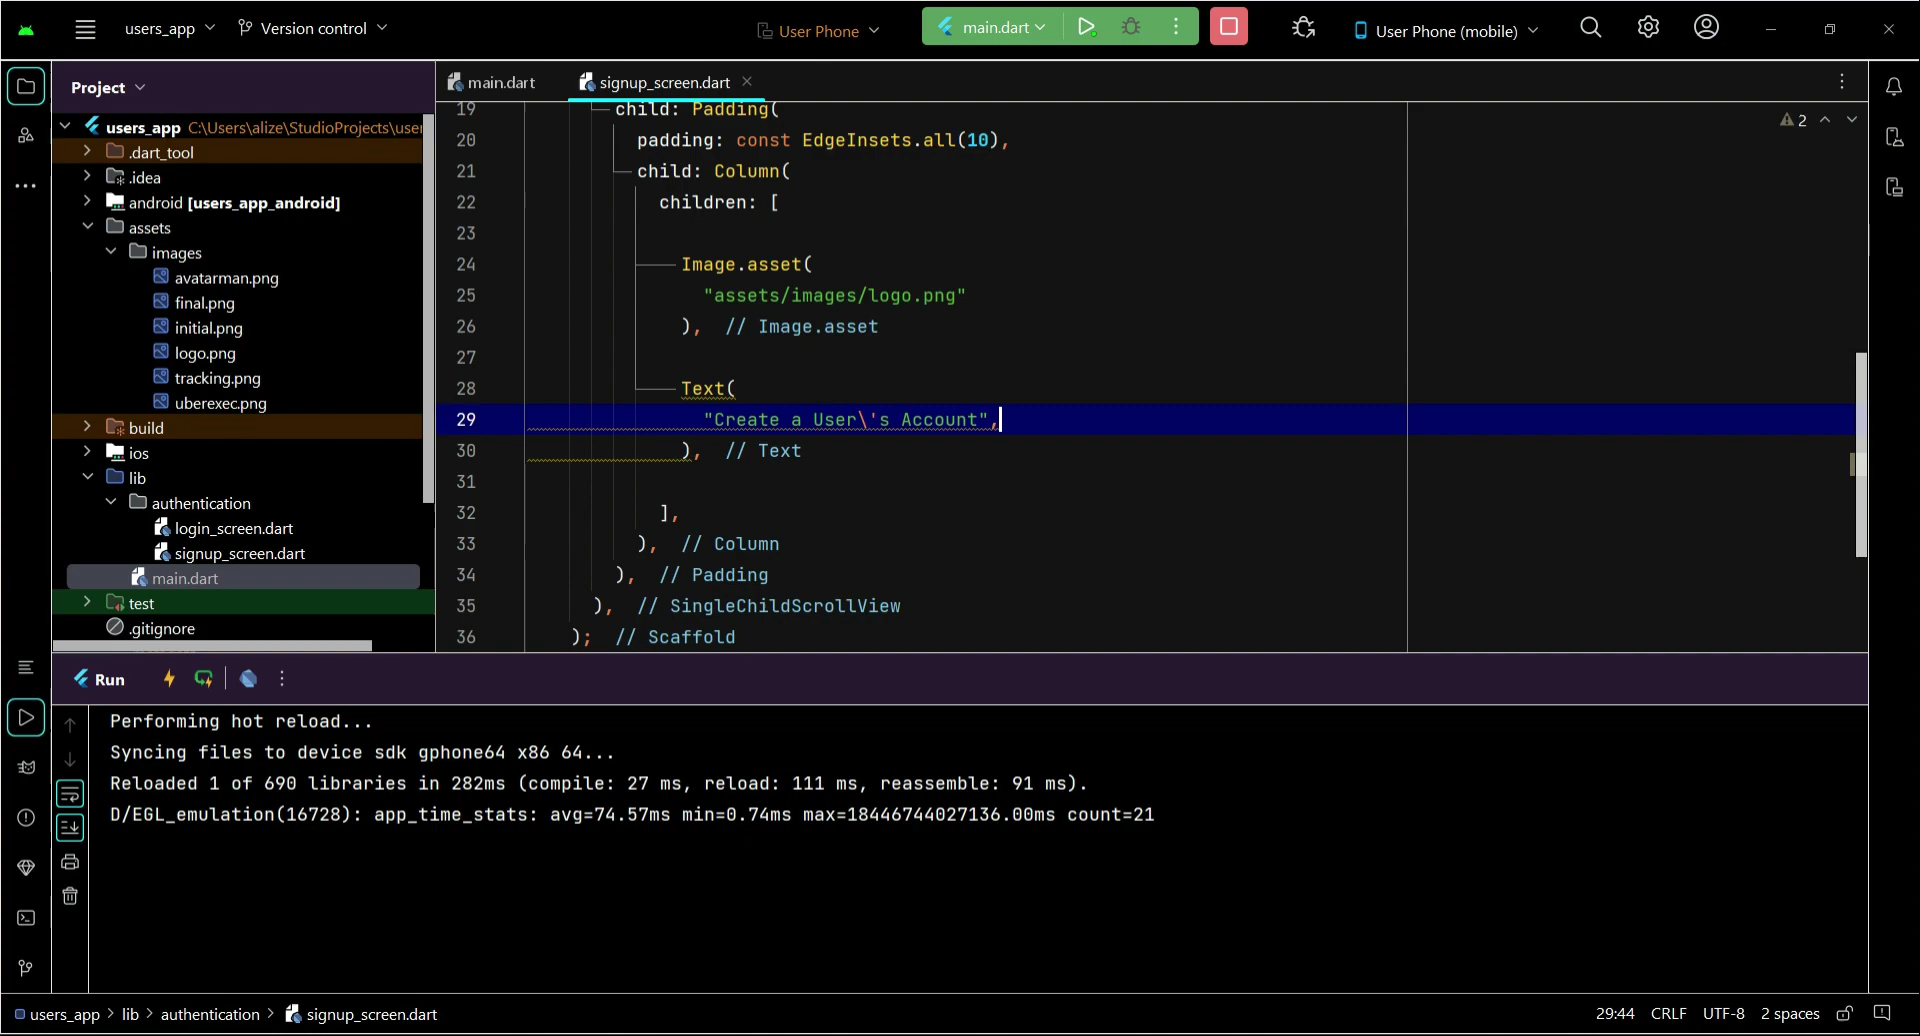 users_app
Version control
User Phone
main.dart
User Phone (mobile)
Project
main.dart
signup_screen.dart
users_app C:\Users\alize\StudioProjects\user
.dart_tool
.idea
android [users_app_android]
assets
images
avatarman.png
final.png
initial.png
logo.png
tracking.png
uberexec.png
build
ios
lib
authentication
login_screen.dart
signup_screen.dart
main.dart
test
.gitignore
2
19 child: Padding(
20 padding: const EdgeInsets.all(10),
21 child: Column(
22 children: [
23
24 Image.asset(
25 "assets/images/logo.png"
26 ), // Image.asset
27
28 Text(
29 "Create a User\'s Account",
30 ), // Text
31
32 ],
33 ), // Column
34 ), // Padding
35 ), // SingleChildScrollView
36 ); // Scaffold
Run
Performing hot reload...
Syncing files to device sdk gphone64 x86 64...
Reloaded 1 of 690 libraries in 282ms (compile: 27 ms, reload: 111 ms, reassemble: 91 ms).
D/EGL_emulation(16728): app_time_stats: avg=74.57ms min=0.74ms max=18446744027136.00ms count=21
users_app > lib > authentication > signup_screen.dart
29:44 CRLF UTF-8 2 spaces